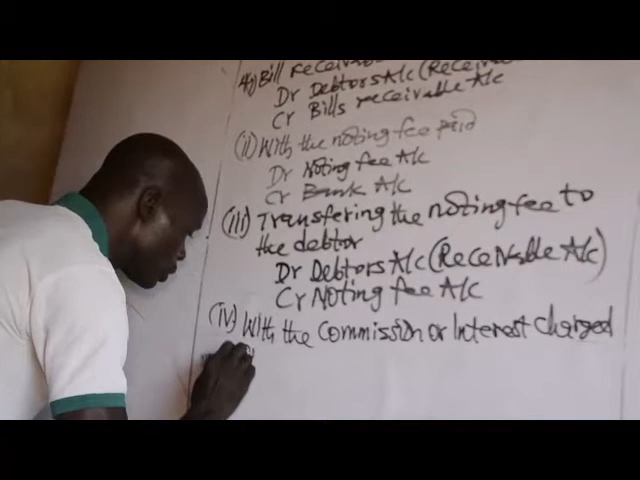 Bill receivable
Dr Debtors A/c (Receivable
Cr Bills receivable A/c
(ii) With the noting fee paid
Dr Noting fee A/c
Cr Bank A/c
(iii) Transfering the noting fee to
the debtor
Dr Debtors A/c (Receivable A/c)
Cr Noting fee A/c
(iv) With the Commission or Interest charged